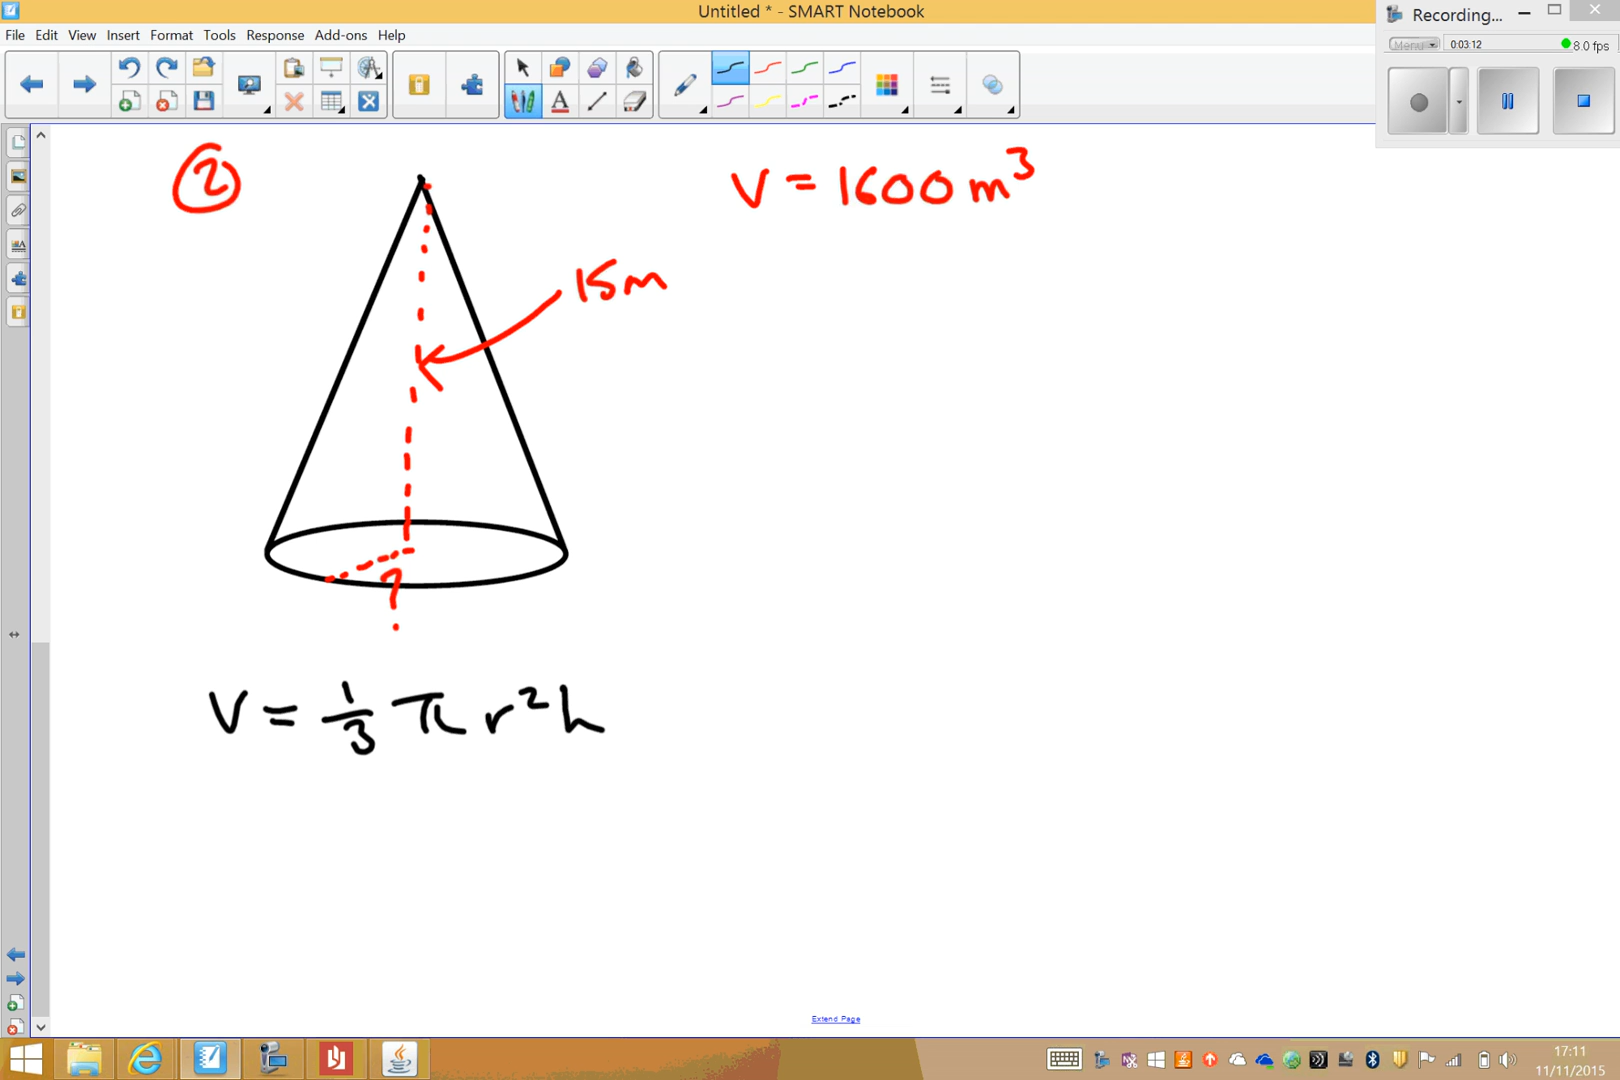 Untitled * - SMART Notebook
Recording...
File Edit View Insert Format Tools Response Add-ons Help
Menu
0:03:12
8.0 fps
2
V = 1600 m³
15m
?
V = 1/3 π r² h
Extend Page
17:11
11/11/2015